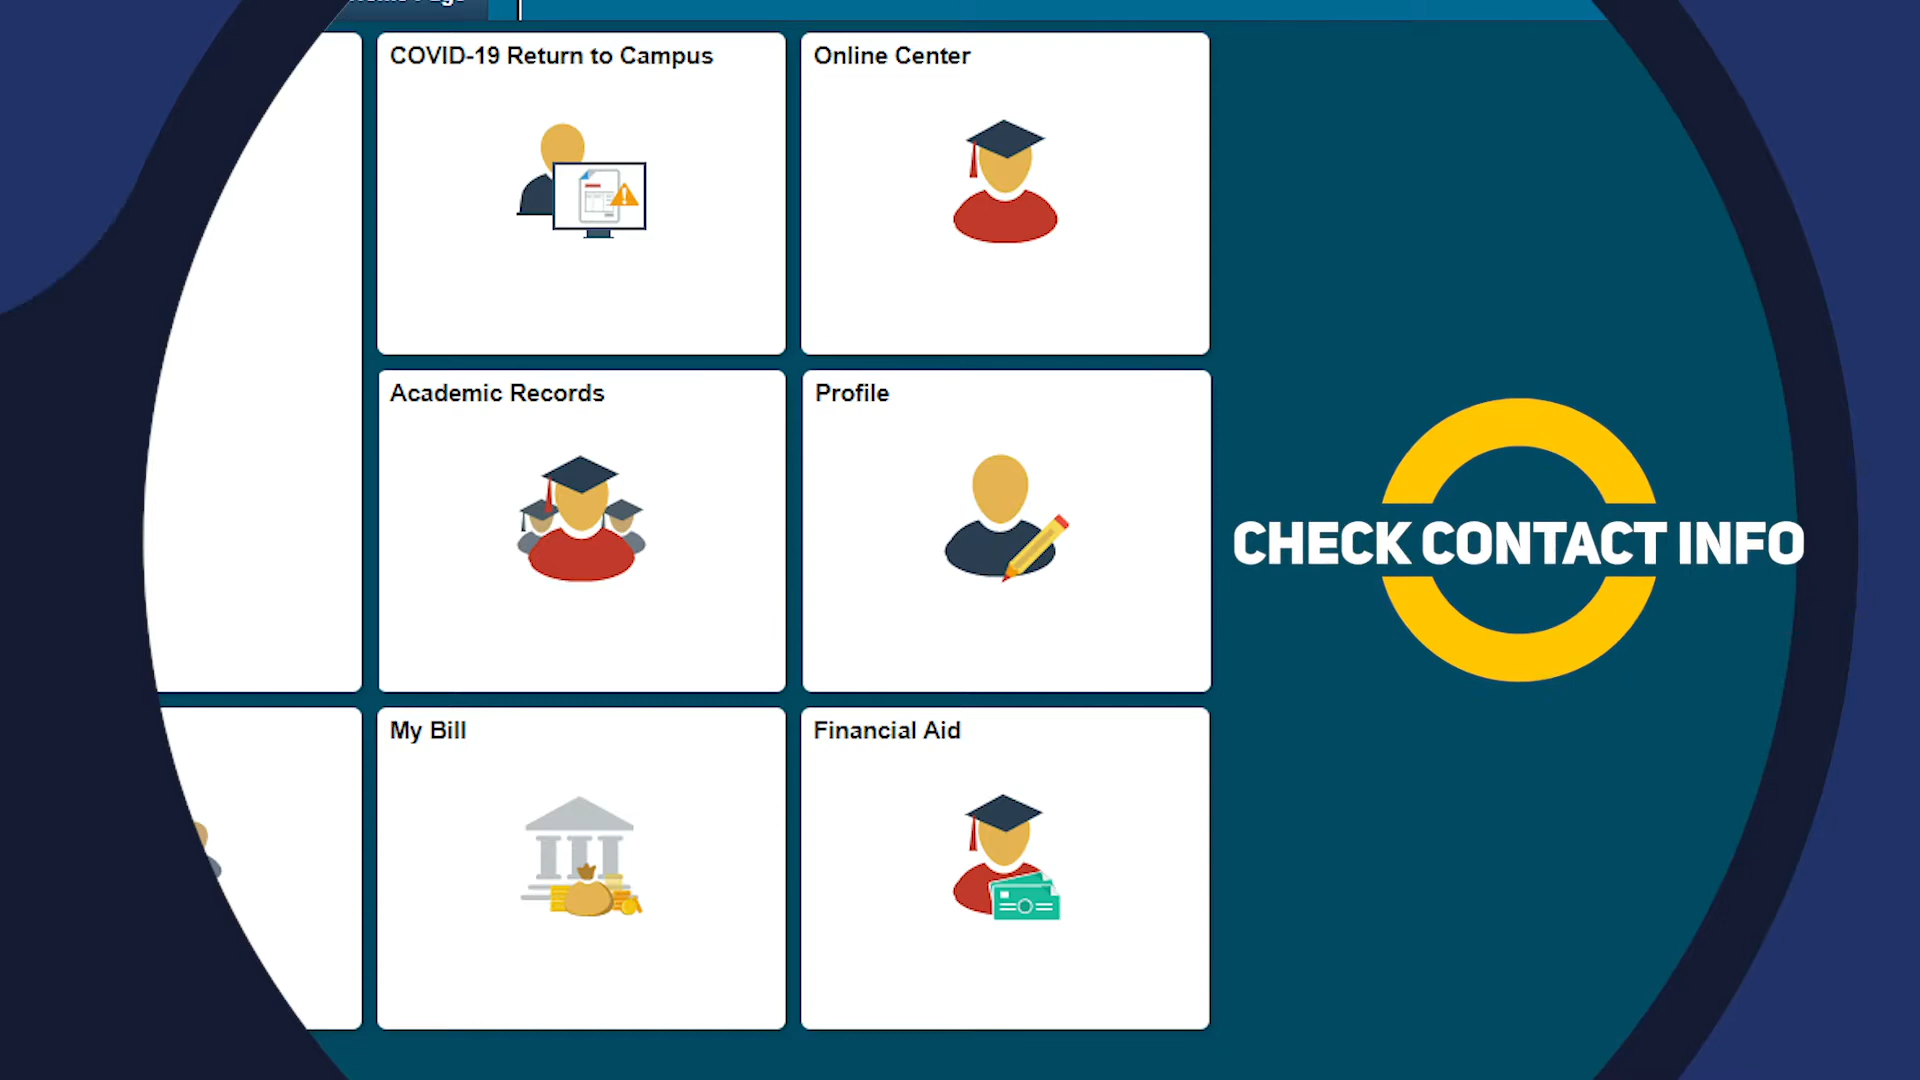 COVID-19 Return to Campus
Online Center
Academic Records
Profile
CHECK CONTACT INFO
My Bill
Financial Aid